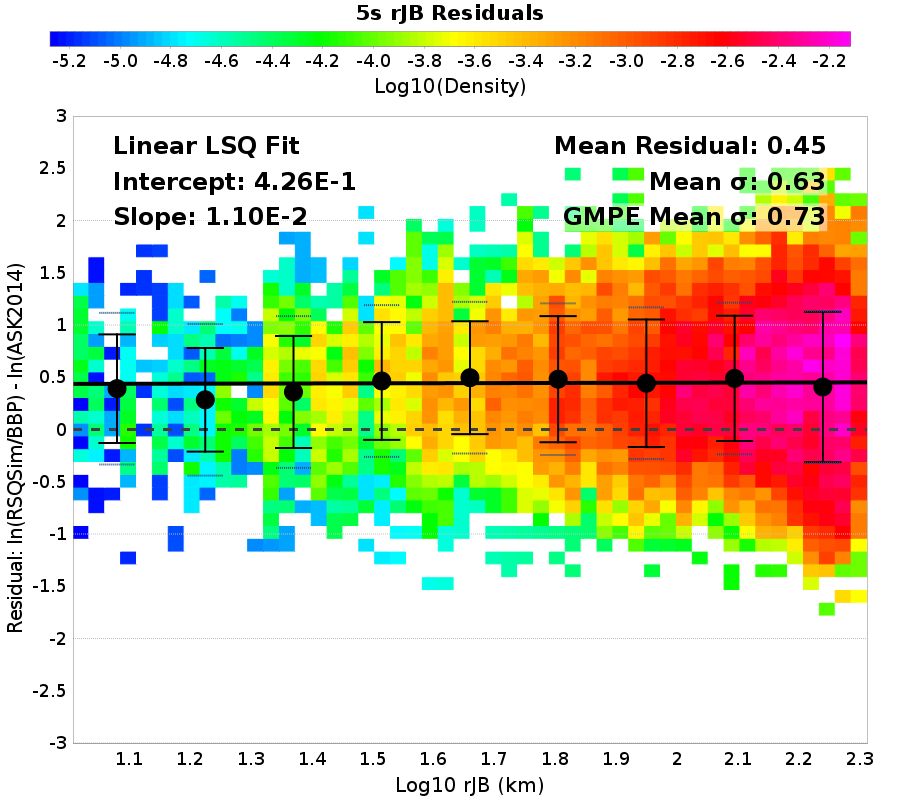 5s rJB Residuals
-5.2 -5.0 -4.8 -4.6 -4.4 -4.2 -4.0 -3.8 -3.6 -3.4 -3.2 -3.0 -2.8 -2.6 -2.4 -2.2
Log10(Density)
Linear LSQ Fit
Intercept: 4.26E-1
Slope: 1.10E-2
Mean Residual: 0.45
Mean σ: 0.63
GMPE Mean σ: 0.73
Residual: ln(RSQSim/BBP) - ln(ASK2014)
3
2.5
2
1.5
1
0.5
0
-0.5
-1
-1.5
-2
-2.5
-3
1.1 1.2 1.3 1.4 1.5 1.6 1.7 1.8 1.9 2 2.1 2.2 2.3
Log10 rJB (km)